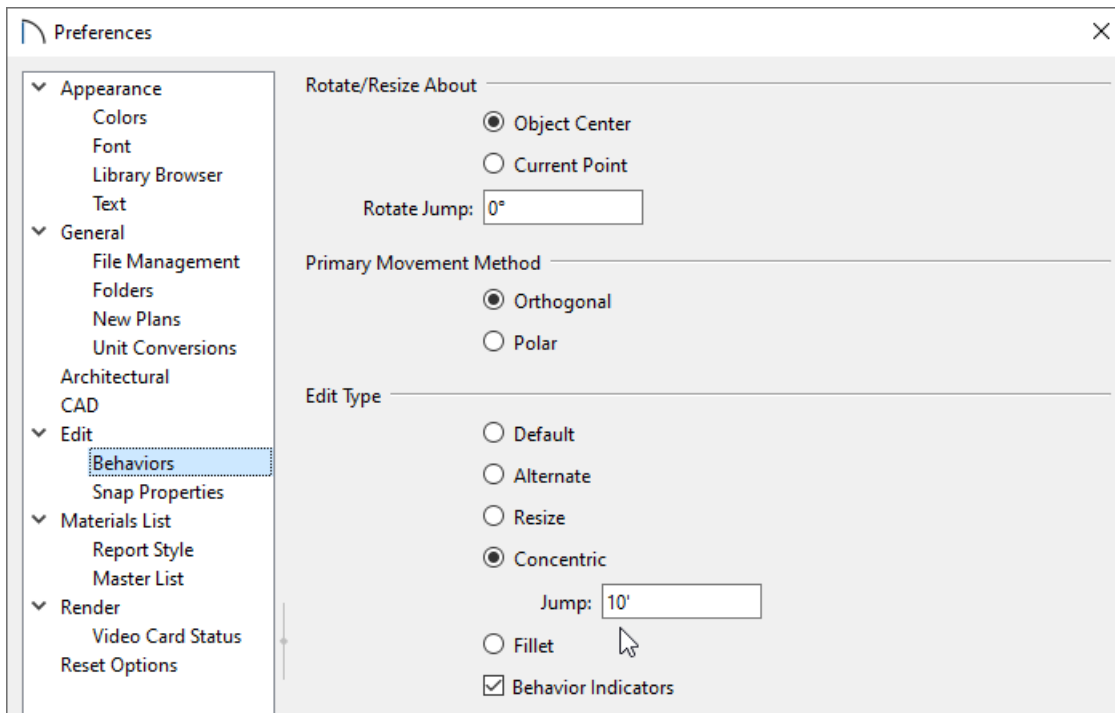 Preferences
Appearance
Colors
Font
Library Browser
Text
General
File Management
Folders
New Plans
Unit Conversions
Architectural
CAD
Edit
Behaviors
Snap Properties
Materials List
Report Style
Master List
Render
Video Card Status
Reset Options
Rotate/Resize About
Object Center
Current Point
Rotate Jump: 0°
Primary Movement Method
Orthogonal
Polar
Edit Type
Default
Alternate
Resize
Concentric
Jump: 10'
Fillet
Behavior Indicators